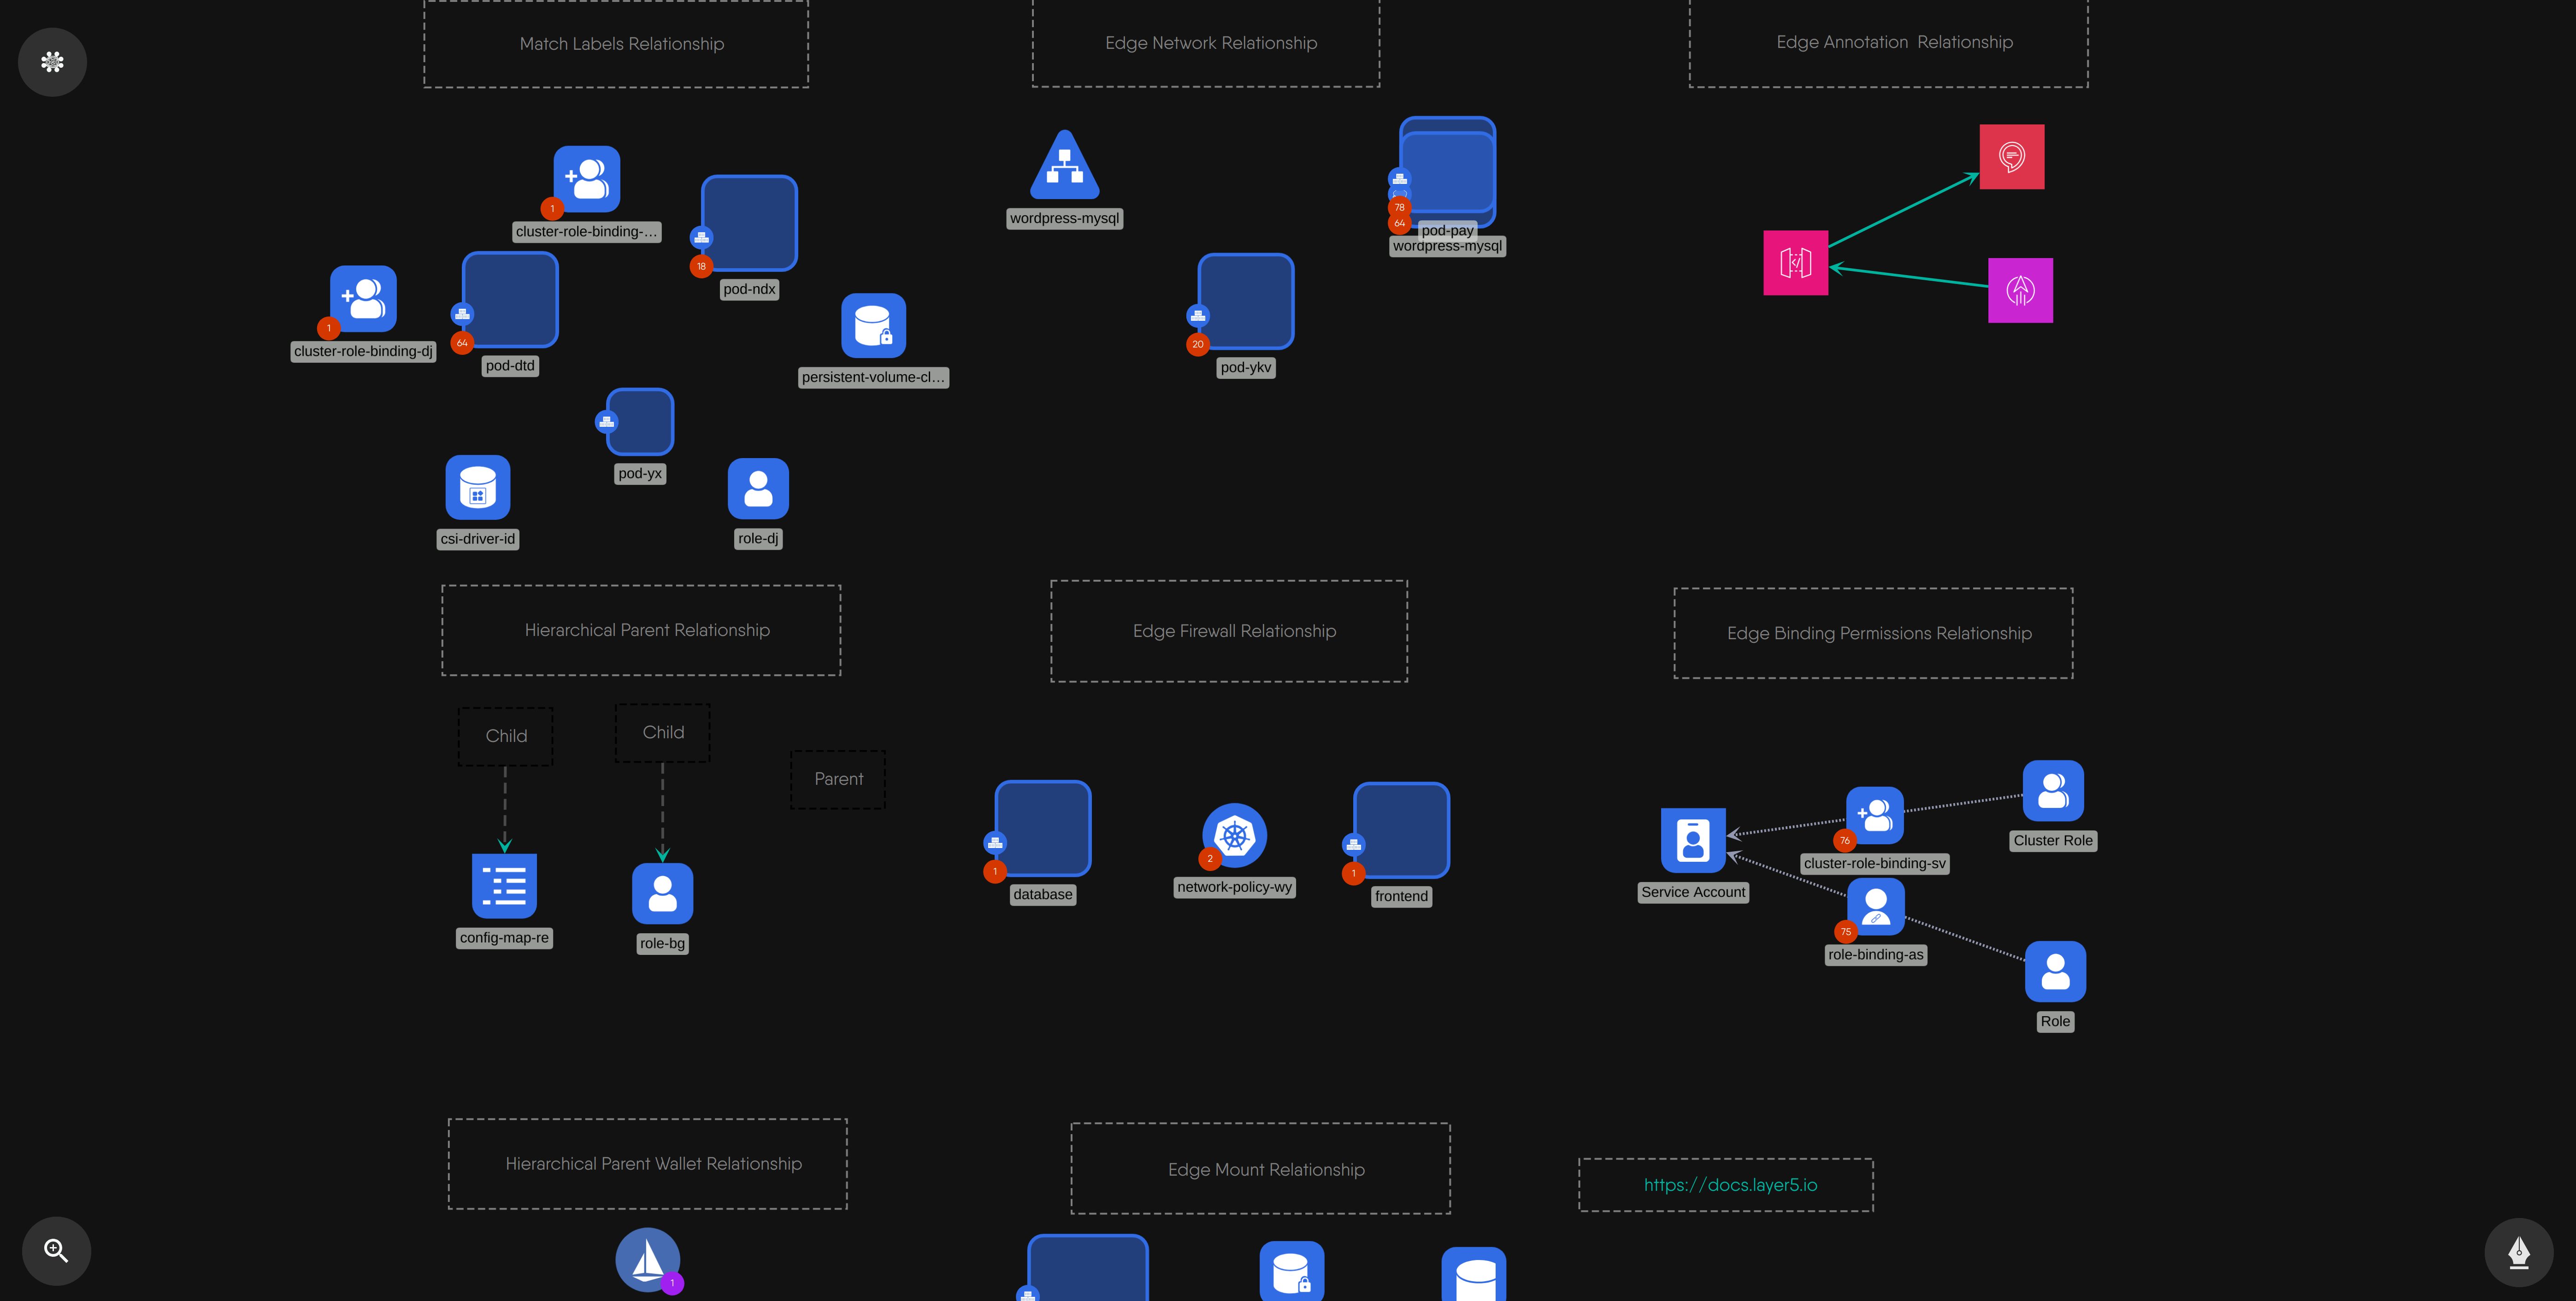 Match Labels Relationship
Edge Network Relationship
Edge Annotation  Relationship
1
cluster-role-binding-...
18
pod-ndx
1
cluster-role-binding-dj
64
pod-dtd
persistent-volume-cl...
pod-yx
csi-driver-id
role-dj
wordpress-mysql
78
64
pod-pay
wordpress-mysql
20
pod-ykv
Hierarchical Parent Relationship
Edge Firewall Relationship
Edge Binding Permissions Relationship
Child
Child
Parent
config-map-re
role-bg
1
database
2
network-policy-wy
1
frontend
Service Account
76
cluster-role-binding-sv
Cluster Role
75
role-binding-as
Role
Hierarchical Parent Wallet Relationship
Edge Mount Relationship
https://docs.layer5.io
1